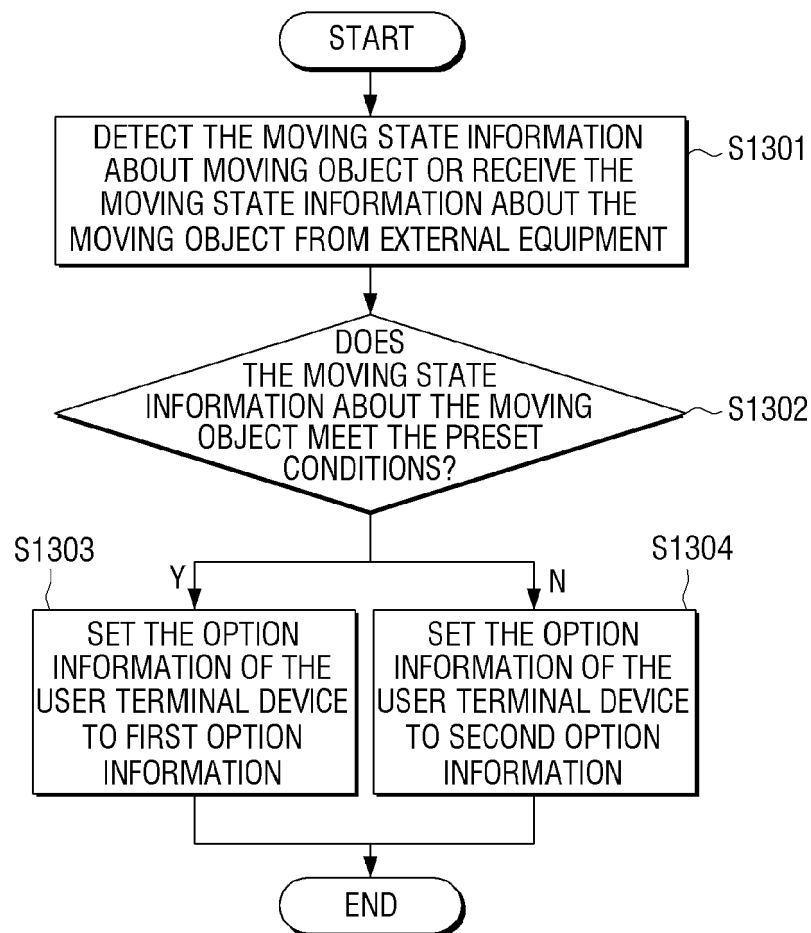 START
DETECT THE MOVING STATE INFORMATION
ABOUT MOVING OBJECT OR RECEIVE THE
MOVING STATE INFORMATION ABOUT THE
MOVING OBJECT FROM EXTERNAL EQUIPMENT
S1301
DOES
THE MOVING STATE
INFORMATION ABOUT THE MOVING
OBJECT MEET THE PRESET
CONDITIONS?
S1302
S1303
Y
SET THE OPTION
INFORMATION OF THE
USER TERMINAL DEVICE
TO FIRST OPTION
INFORMATION
S1304
N
SET THE OPTION
INFORMATION OF THE
USER TERMINAL DEVICE
TO SECOND OPTION
INFORMATION
END